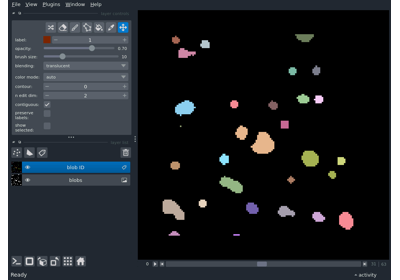 File View Plugins Window Help
label: 1
opacity: 0.70
brush size: 10
blending: translucent
color mode: auto
contour: 0
n edit dim: 2
contiguous:
preserve
labels:
show
selected:
blob ID
blobs
0
Ready
activity